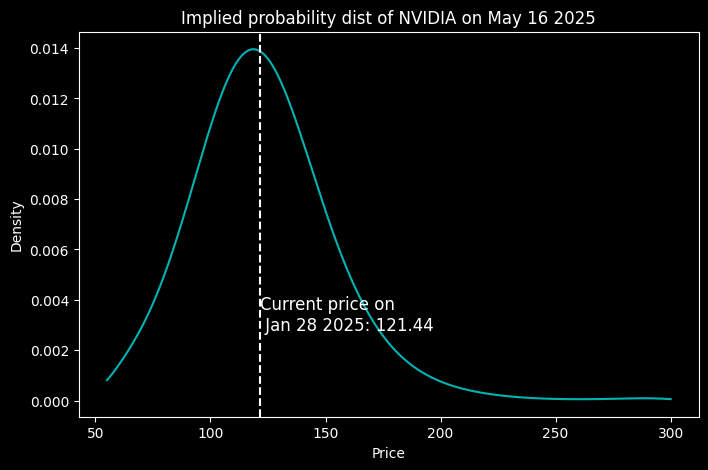 Implied probability dist of NVIDIA on May 16 2025
0.014
0.012
0.010
0.008
0.006
0.004
0.002
0.000
Density
Current price on
Jan 28 2025: 121.44
50
100
150
200
250
300
Price